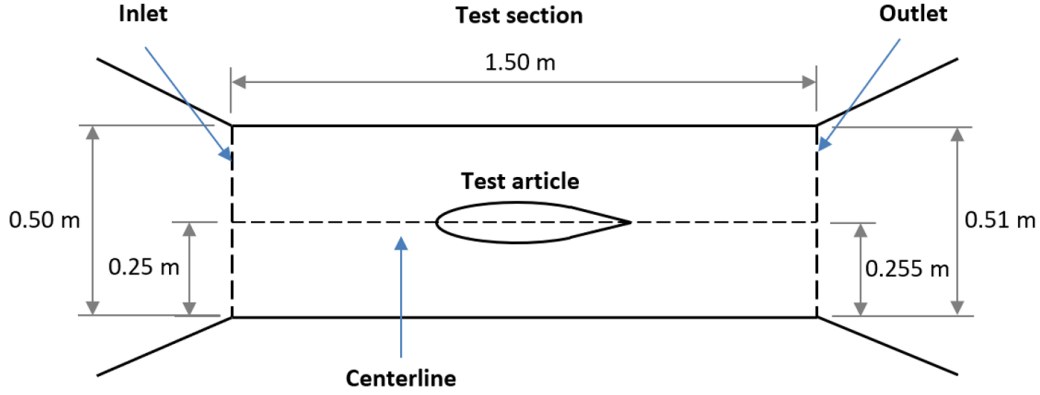 Inlet
Test section
Outlet
1.50 m
Test article
0.50 m
0.51 m
0.25 m
0.255 m
Centerline